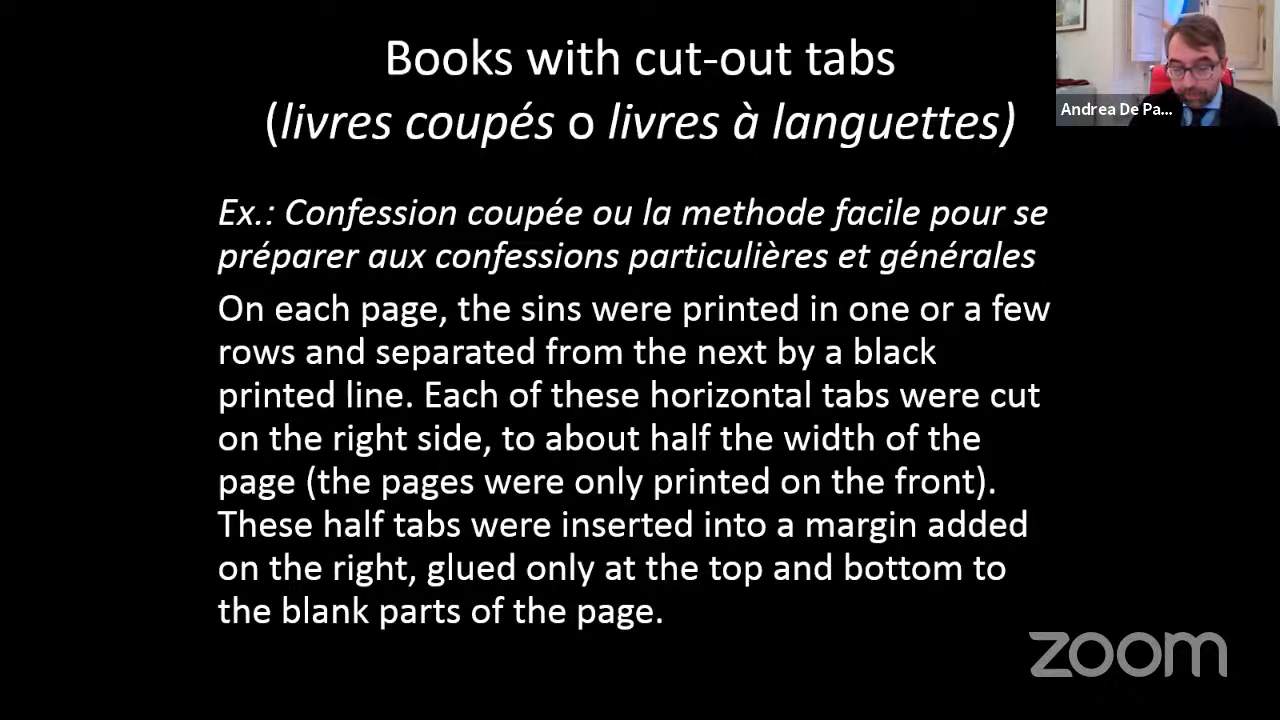 Books with cut-out tabs
(livres coupés o livres à languettes)
Andrea De Pa...
Ex.: Confession coupée ou la methode facile pour se
préparer aux confessions particulières et générales
On each page, the sins were printed in one or a few
rows and separated from the next by a black
printed line. Each of these horizontal tabs were cut
on the right side, to about half the width of the
page (the pages were only printed on the front).
These half tabs were inserted into a margin added
on the right, glued only at the top and bottom to
the blank parts of the page.
zoom